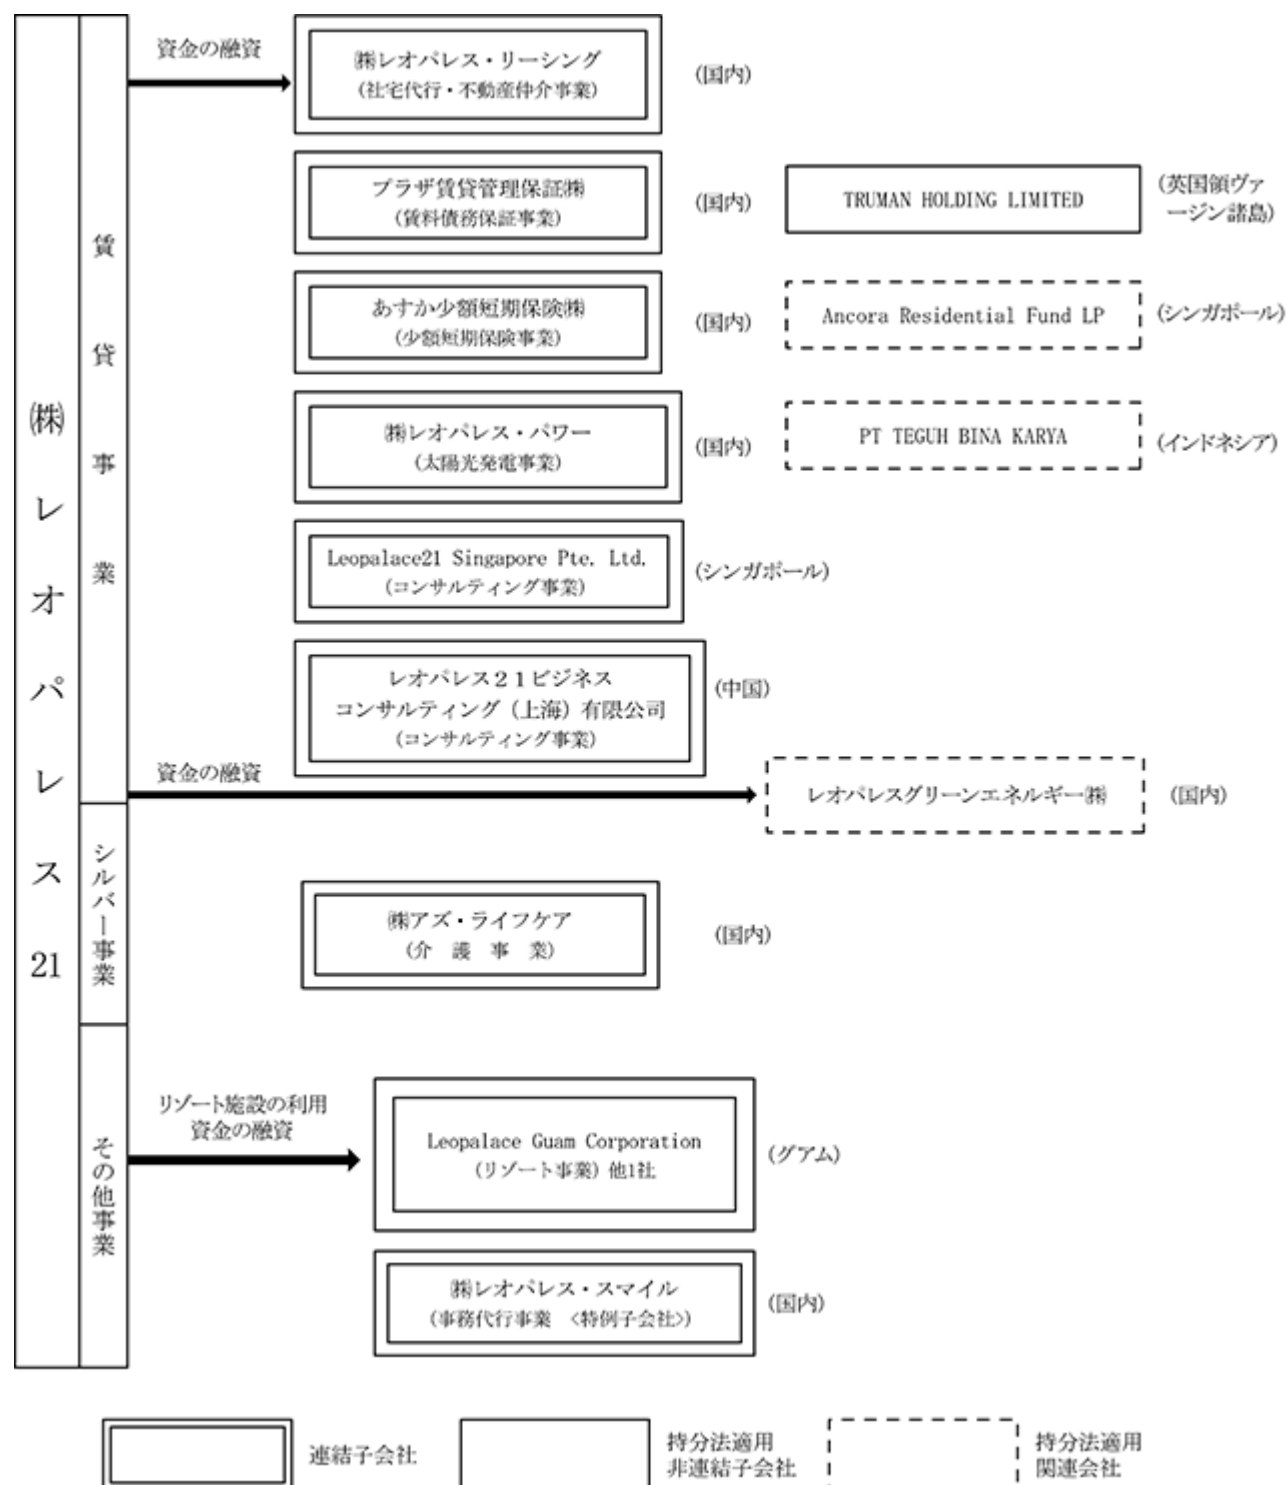 ㈱レオパレス21
賃貸事業
資金の融資
㈱レオパレス・リーシング
(社宅代行・不動産仲介事業)
(国内)
プラザ賃貸管理保証㈱
(賃料債務保証事業)
(国内)
TRUMAN HOLDING LIMITED
(英国領ヴァ
ージン諸島)
あすか少額短期保険㈱
(少額短期保険事業)
(国内)
Ancora Residential Fund LP
(シンガポール)
㈱レオパレス・パワー
(太陽光発電事業)
(国内)
PT TEGUH BINA KARYA
(インドネシア)
Leopalace21 Singapore Pte. Ltd.
(コンサルティング事業)
(シンガポール)
レオパレス21ビジネス
コンサルティング（上海）有限公司
(コンサルティング事業)
(中国)
資金の融資
レオパレスグリーンエネルギー㈱
(国内)
シルバー事業
㈱アズ・ライフケア
(介 護 事 業)
(国内)
その他事業
リゾート施設の利用
資金の融資
Leopalace Guam Corporation
(リゾート事業) 他1社
(グアム)
㈱レオパレス・スマイル
(事務代行事業 <特例子会社>)
(国内)
連結子会社
持分法適用
非連結子会社
持分法適用
関連会社